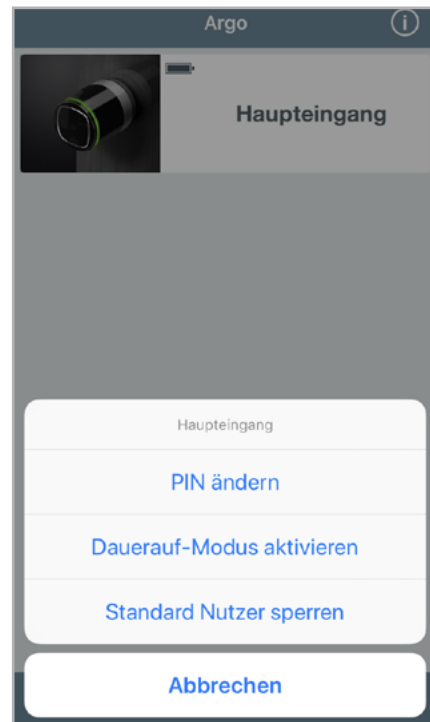 Argo
Haupteingang
Haupteingang
PIN ändern
Dauerauf-Modus aktivieren
Standard Nutzer sperren
Abbrechen